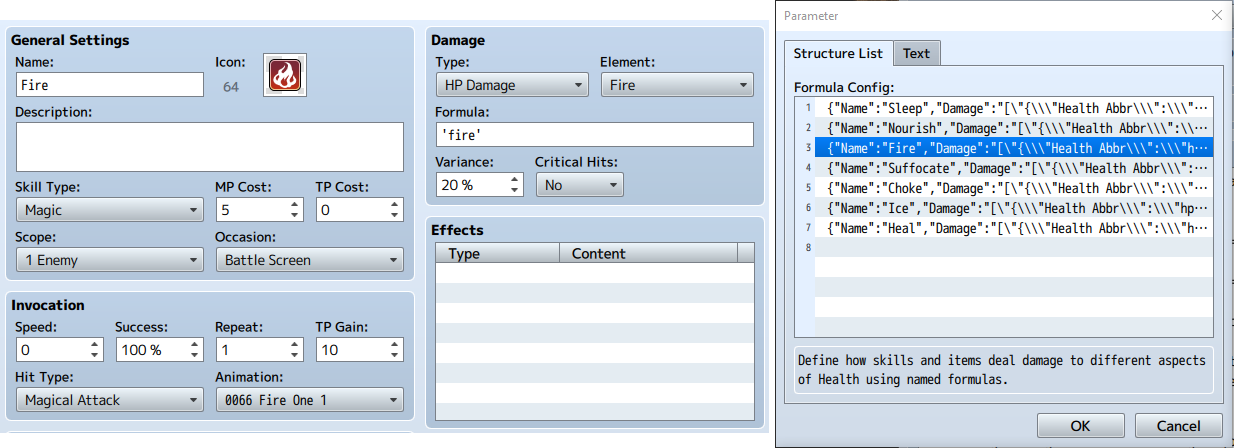 General Settings
Name:
Icon:
Fire
64
Description:
Skill Type:
MP Cost:
TP Cost:
Magic
5
0
Scope:
Occasion:
1 Enemy
Battle Screen
Invocation
Speed:
Success:
Repeat:
TP Gain:
0
100 %
1
10
Hit Type:
Animation:
Magical Attack
0066 Fire One 1
Damage
Type:
Element:
HP Damage
Fire
Formula:
'fire'
Variance:
Critical Hits:
20 %
No
Effects
Type
Content
Parameter
Structure List
Text
Formula Config:
1 {"Name":"Sleep","Damage":"[\"{\\\"Health Abbr\\\":\\\"…
2 {"Name":"Nourish","Damage":"[\"{\\\"Health Abbr\\\":\\…
3 {"Name":"Fire","Damage":"[\"{\\\"Health Abbr\\\":\\\"h…
4 {"Name":"Suffocate","Damage":"[\"{\\\"Health Abbr\\\":…
5 {"Name":"Choke","Damage":"[\"{\\\"Health Abbr\\\":\\\"…
6 {"Name":"Ice","Damage":"[\"{\\\"Health Abbr\\\":\\\"hp…
7 {"Name":"Heal","Damage":"[\"{\\\"Health Abbr\\\":\\\"h…
8
Define how skills and items deal damage to different aspects
of Health using named formulas.
OK
Cancel